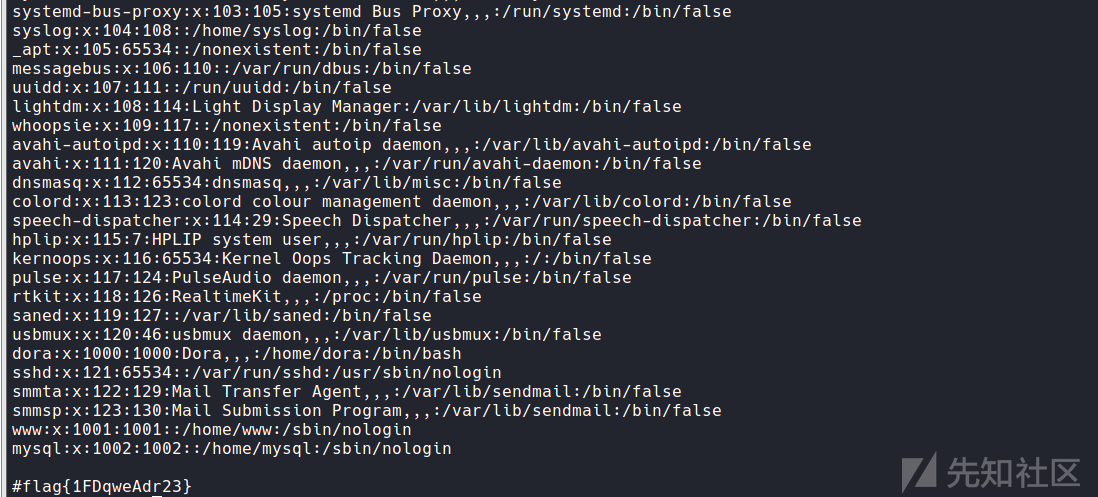 systemd-bus-proxy:x:103:105:systemd Bus Proxy,,,:/run/systemd:/bin/false
syslog:x:104:108::/home/syslog:/bin/false
_apt:x:105:65534::/nonexistent:/bin/false
messagebus:x:106:110::/var/run/dbus:/bin/false
uuidd:x:107:111::/run/uuidd:/bin/false
lightdm:x:108:114:Light Display Manager:/var/lib/lightdm:/bin/false
whoopsie:x:109:117::/nonexistent:/bin/false
avahi-autoipd:x:110:119:Avahi autoip daemon,,,:/var/lib/avahi-autoipd:/bin/false
avahi:x:111:120:Avahi mDNS daemon,,,:/var/run/avahi-daemon:/bin/false
dnsmasq:x:112:65534:dnsmasq,,,:/var/lib/misc:/bin/false
colord:x:113:123:colord colour management daemon,,,:/var/lib/colord:/bin/false
speech-dispatcher:x:114:29:Speech Dispatcher,,,:/var/run/speech-dispatcher:/bin/false
hplip:x:115:7:HPLIP system user,,,:/var/run/hplip:/bin/false
kernoops:x:116:65534:Kernel Oops Tracking Daemon,,,:/:/bin/false
pulse:x:117:124:PulseAudio daemon,,,:/var/run/pulse:/bin/false
rtkit:x:118:126:RealtimeKit,,,:/proc:/bin/false
saned:x:119:127::/var/lib/saned:/bin/false
usbmux:x:120:46:usbmux daemon,,,:/var/lib/usbmux:/bin/false
dora:x:1000:1000:Dora,,,:/home/dora:/bin/bash
sshd:x:121:65534::/var/run/sshd:/usr/sbin/nologin
smmta:x:122:129:Mail Transfer Agent,,,:/var/lib/sendmail:/bin/false
smmsp:x:123:130:Mail Submission Program,,,:/var/lib/sendmail:/bin/false
www:x:1001:1001::/home/www:/sbin/nologin
mysql:x:1002:1002::/home/mysql:/sbin/nologin
#flag{1FDqweAdr23}
先知社区